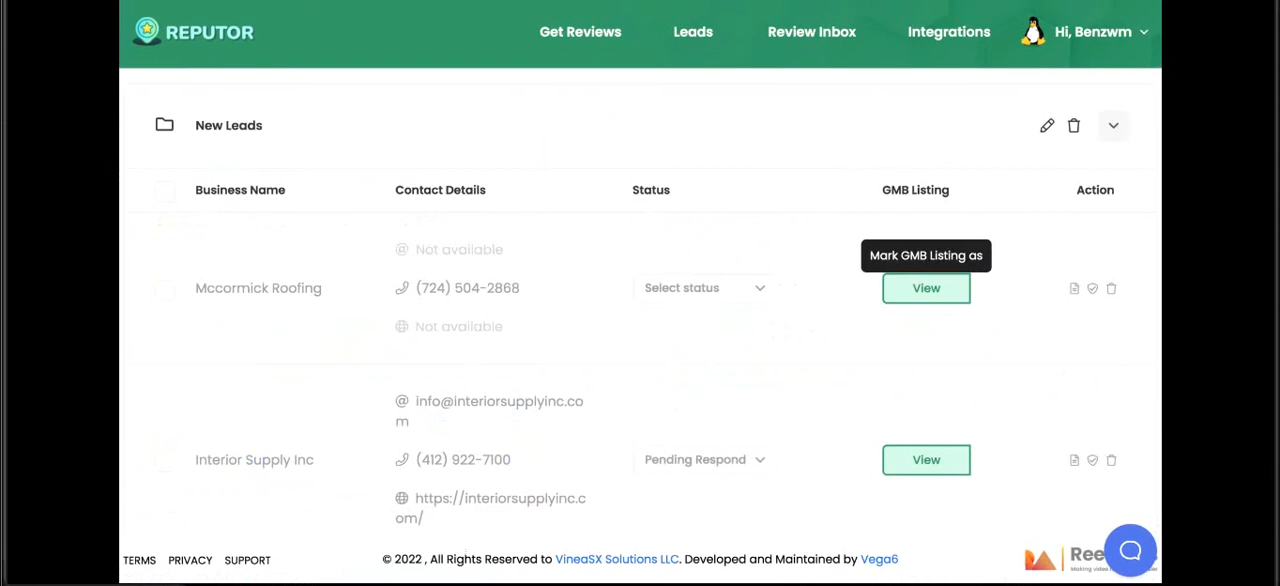 REPUTOR
Get Reviews Leads Review Inbox Integrations Hi, Benzwm
New Leads
Business Name Contact Details Status GMB Listing Action
Not available
Mark GMB Listing as
Mccormick Roofing (724) 504-2868 Select status View
Not available
@ info@interiorsupplyinc.co
m
Interior Supply Inc (412) 922-7100 Pending Respond View
https://interiorsupplyinc.c
om/
TERMS PRIVACY SUPPORT © 2022 , All Rights Reserved to VineaSX Solutions LLC. Developed and Maintained by Vega6